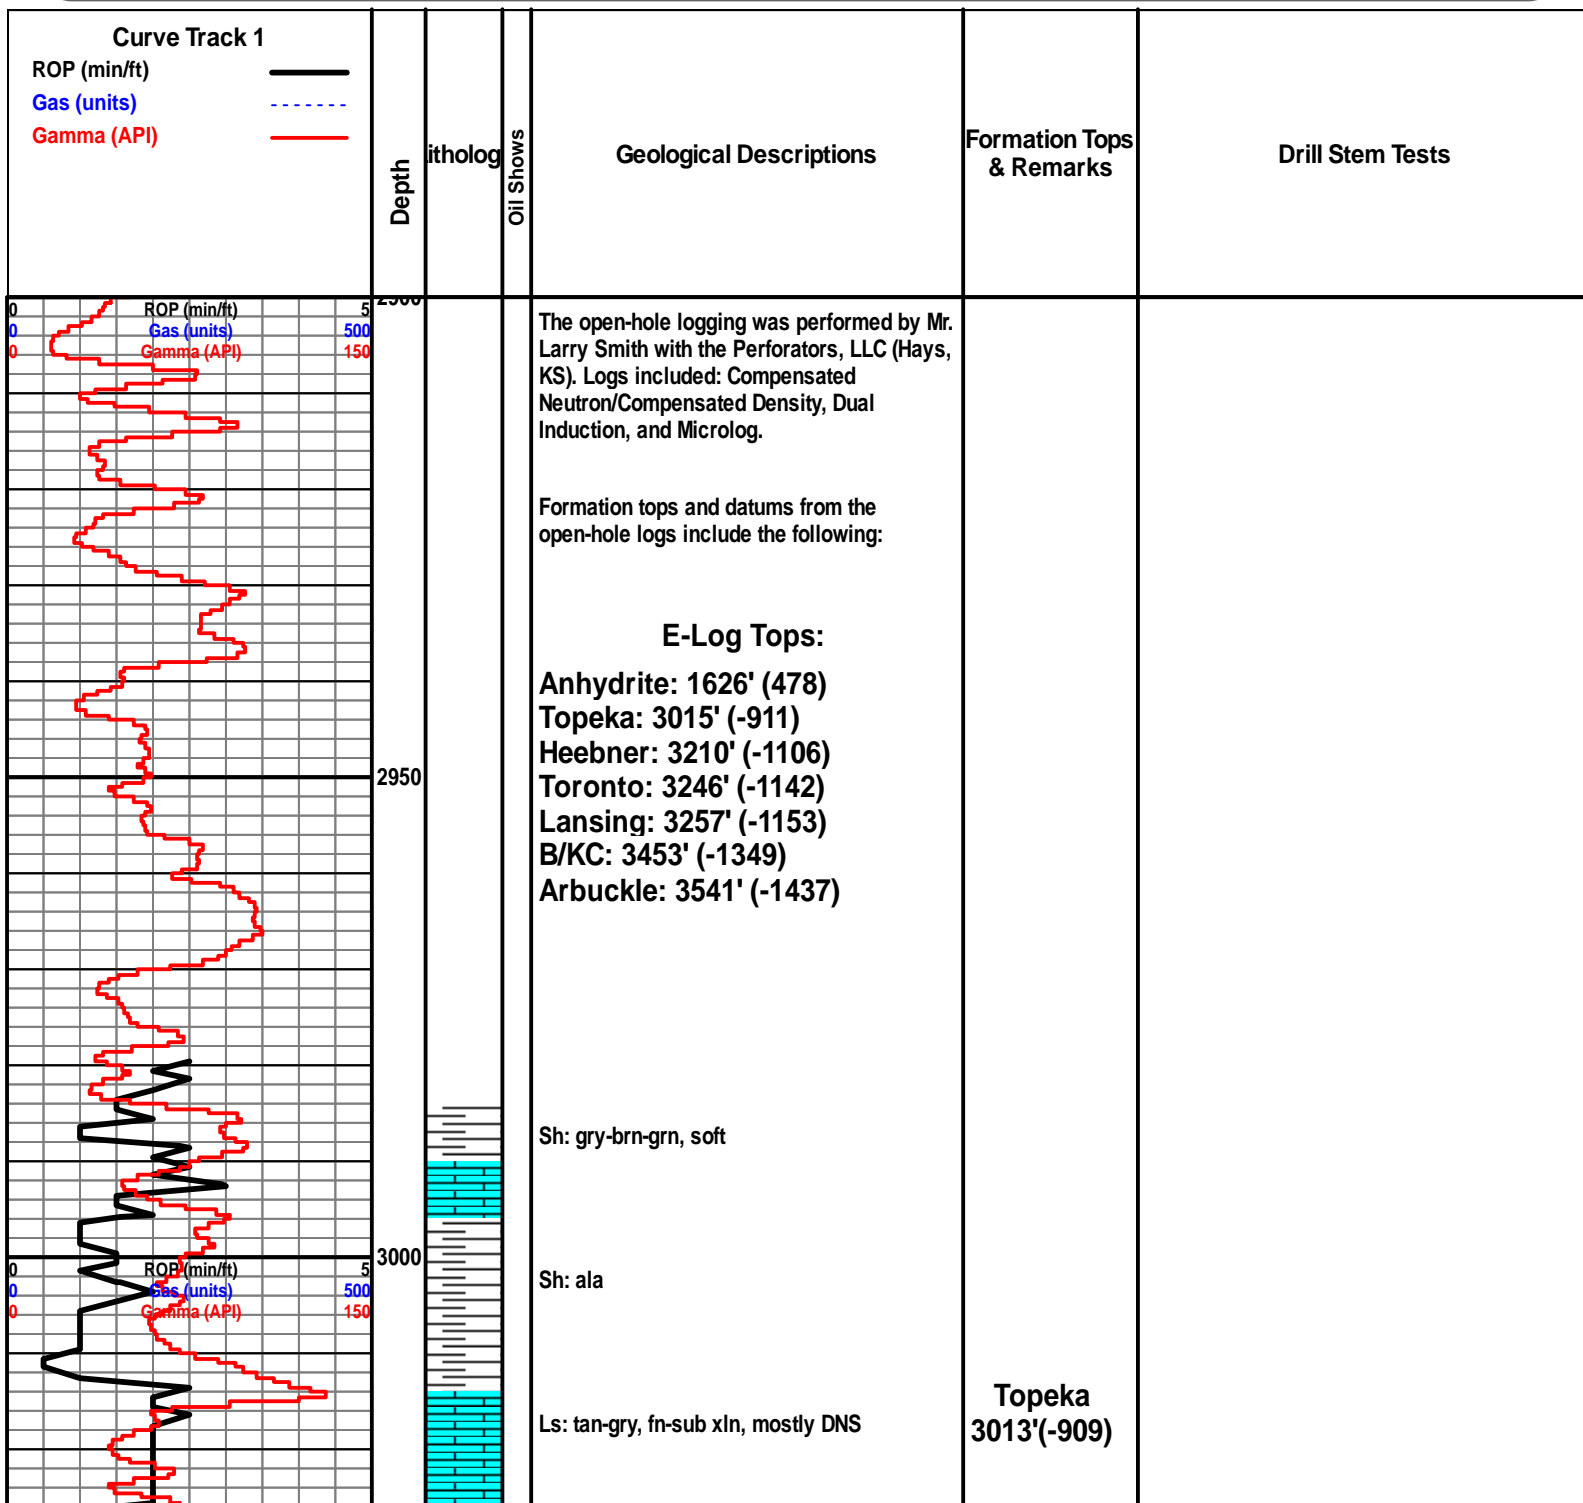 Curve Track 1
ROP (min/ft)
Gas (units)
Gamma (API)
Depth
itholog
Oil Shows
Geological Descriptions
Formation Tops
& Remarks
Drill Stem Tests
0 ROP (min/ft) 5
0 Gas (units) 500
0 Gamma (API) 150
2900
The open-hole logging was performed by Mr.
Larry Smith with the Perforators, LLC (Hays,
KS). Logs included: Compensated
Neutron/Compensated Density, Dual
Induction, and Microlog.
Formation tops and datums from the
open-hole logs include the following:
E-Log Tops:
Anhydrite: 1626' (478)
Topeka: 3015' (-911)
Heebner: 3210' (-1106)
Toronto: 3246' (-1142)
Lansing: 3257' (-1153)
B/KC: 3453' (-1349)
Arbuckle: 3541' (-1437)
2950
Sh: gry-brn-grn, soft
3000
0 ROP (min/ft) 5
0 Gas (units) 500
0 Gamma (API) 150
Sh: ala
Ls: tan-gry, fn-sub xln, mostly DNS
Topeka
3013'(-909)